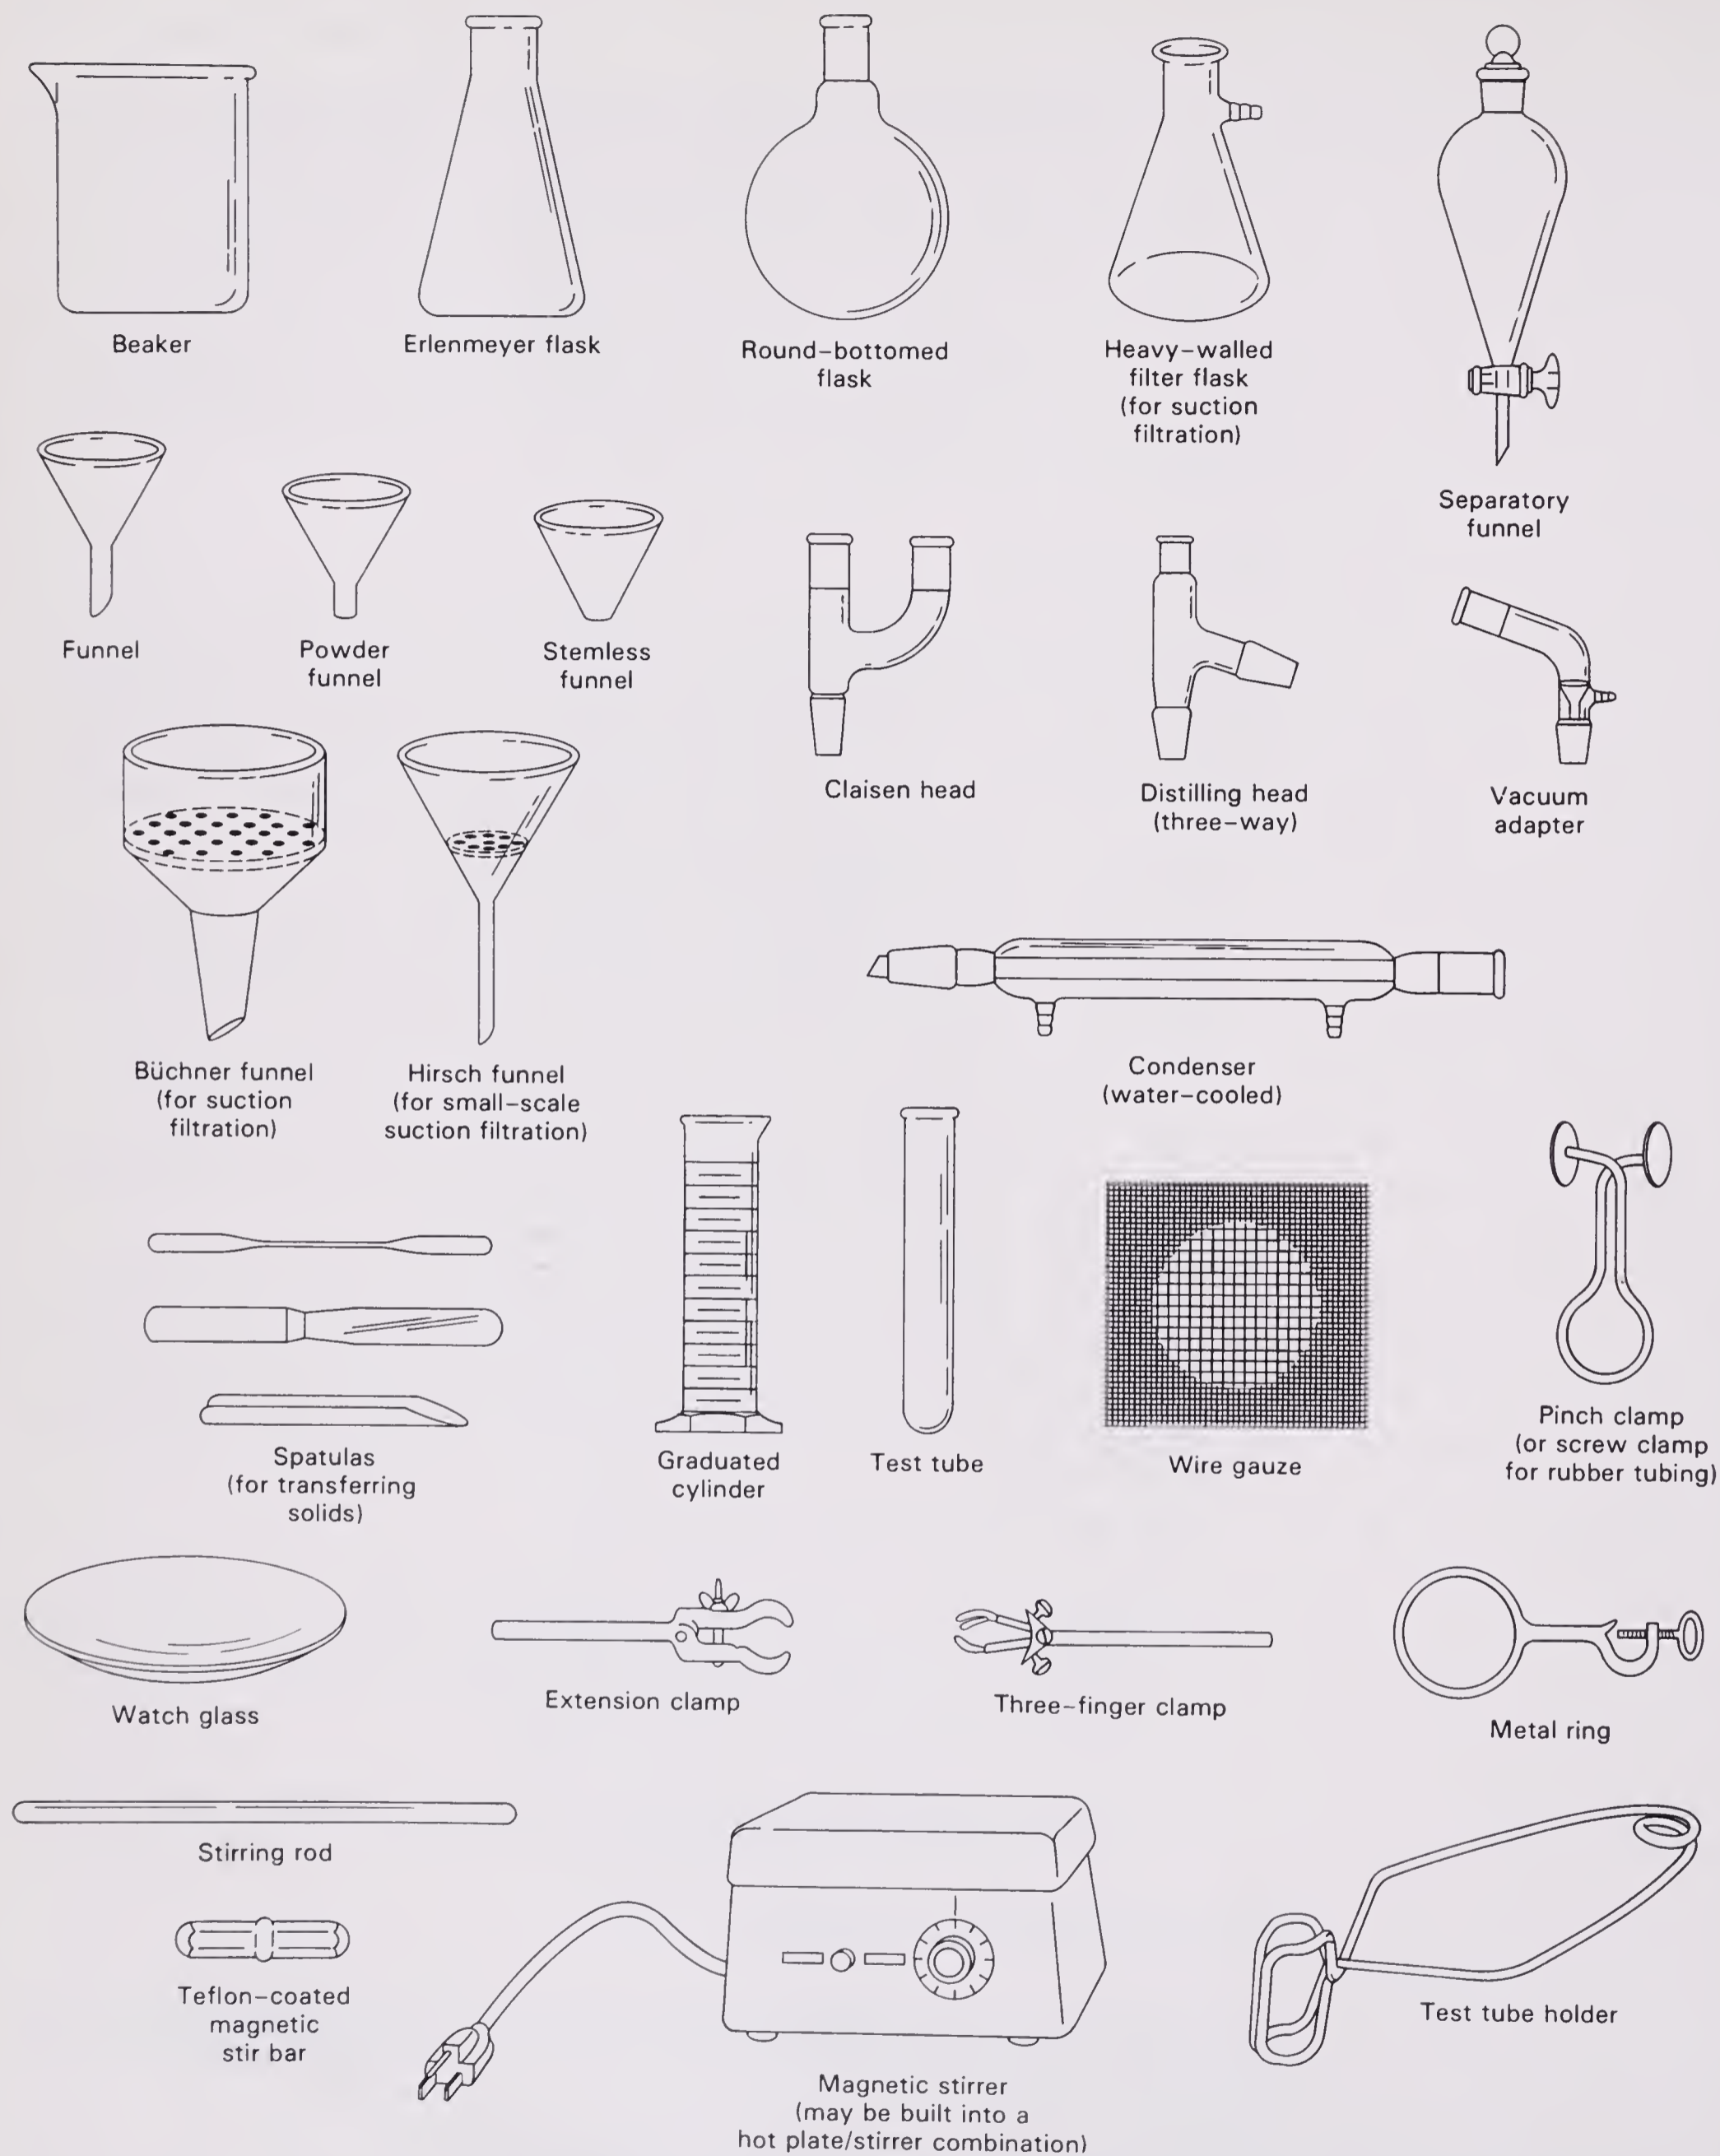 Beaker
Erlenmeyer flask
Round-bottomed
flask
Heavy-walled
filter flask
(for suction
filtration)
Separatory
funnel
Funnel
Powder
funnel
Stemless
funnel
Claisen head
Distilling head
(three-way)
Vacuum
adapter
Büchner funnel
(for suction
filtration)
Hirsch funnel
(for small-scale
suction filtration)
Condenser
(water-cooled)
Spatulas
(for transferring
solids)
Graduated
cylinder
Test tube
Wire gauze
Pinch clamp
(or screw clamp
for rubber tubing)
Watch glass
Extension clamp
Three-finger clamp
Metal ring
Stirring rod
Teflon-coated
magnetic
stir bar
Magnetic stirrer
(may be built into a
hot plate/stirrer combination)
Test tube holder